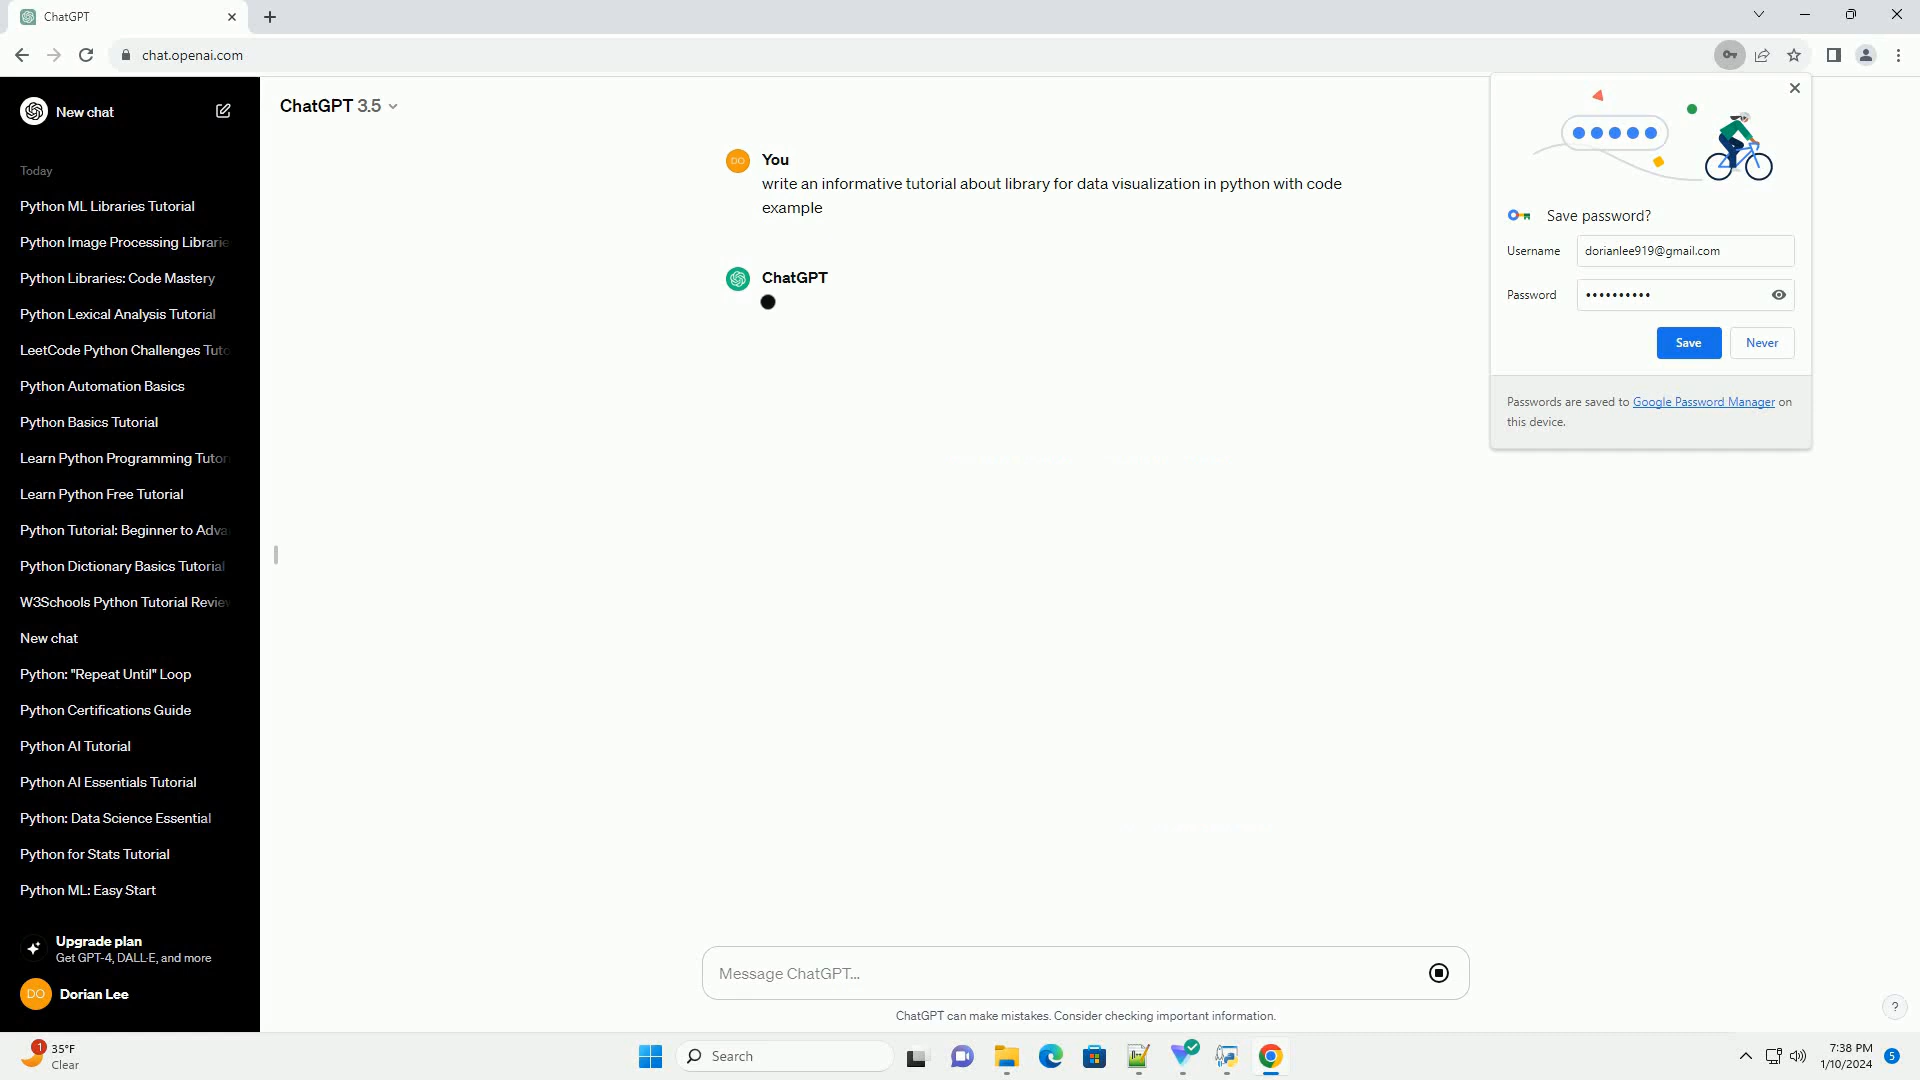 ChatGPT
chat.openai.com
New chat
Today
Python ML Libraries Tutorial
Python Image Processing Librarie
Python Libraries: Code Mastery
Python Lexical Analysis Tutorial
LeetCode Python Challenges Tuto
Python Automation Basics
Python Basics Tutorial
Learn Python Programming Tutor
Learn Python Free Tutorial
Python Tutorial: Beginner to Adva
Python Dictionary Basics Tutorial
W3Schools Python Tutorial Review
New chat
Python: "Repeat Until" Loop
Python Certifications Guide
Python AI Tutorial
Python AI Essentials Tutorial
Python: Data Science Essential
Python for Stats Tutorial
Python ML: Easy Start
Upgrade plan
Get GPT-4, DALL·E, and more
DO
Dorian Lee
ChatGPT 3.5
DO
You
write an informative tutorial about library for data visualization in python with code
example
ChatGPT
Message ChatGPT...
ChatGPT can make mistakes. Consider checking important information.
?
Save password?
Username
dorianlee919@gmail.com
Password
••••••••••
Save
Never
Passwords are saved to Google Password Manager on
this device.
1
35°F
Clear
Search
7:38 PM
1/10/2024
5